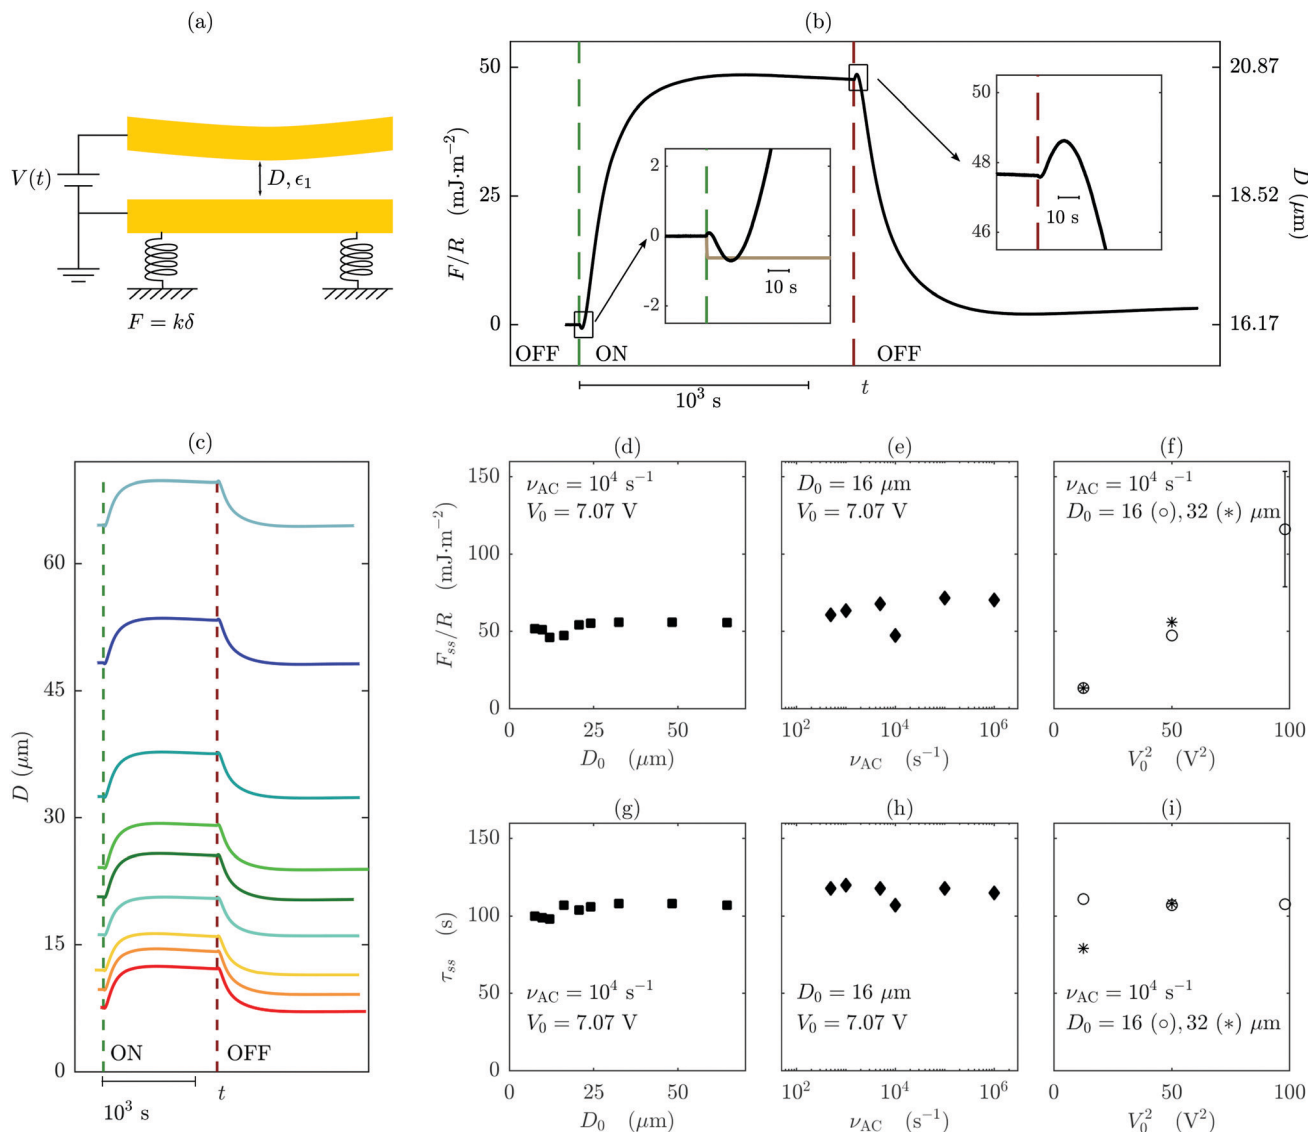 (a)
V(t)
D, ϵ₁
F = kδ
(b)
F/R (mJ·m⁻²)
50
25
0
20.87
18.52
16.17
D (μm)
2
0
-2
10 s
50
48
46
10 s
OFF
ON
OFF
10³ s
t
(c)
D (μm)
60
45
30
15
0
ON
OFF
10³ s
t
(d)
F_ss/R (mJ·m⁻²)
150
100
50
0
ν_AC = 10⁴ s⁻¹
V₀ = 7.07 V
0 25 50
D₀ (μm)
(e)
D₀ = 16 μm
V₀ = 7.07 V
10² 10⁴ 10⁶
ν_AC (s⁻¹)
(f)
ν_AC = 10⁴ s⁻¹
D₀ = 16 (∘), 32 (∗) μm
0 25 50 75 100
V₀² (V²)
(g)
τ_ss (s)
150
100
50
0
ν_AC = 10⁴ s⁻¹
V₀ = 7.07 V
0 25 50
D₀ (μm)
(h)
D₀ = 16 μm
V₀ = 7.07 V
10² 10⁴ 10⁶
ν_AC (s⁻¹)
(i)
ν_AC = 10⁴ s⁻¹
D₀ = 16 (∘), 32 (∗) μm
0 25 50 75 100
V₀² (V²)